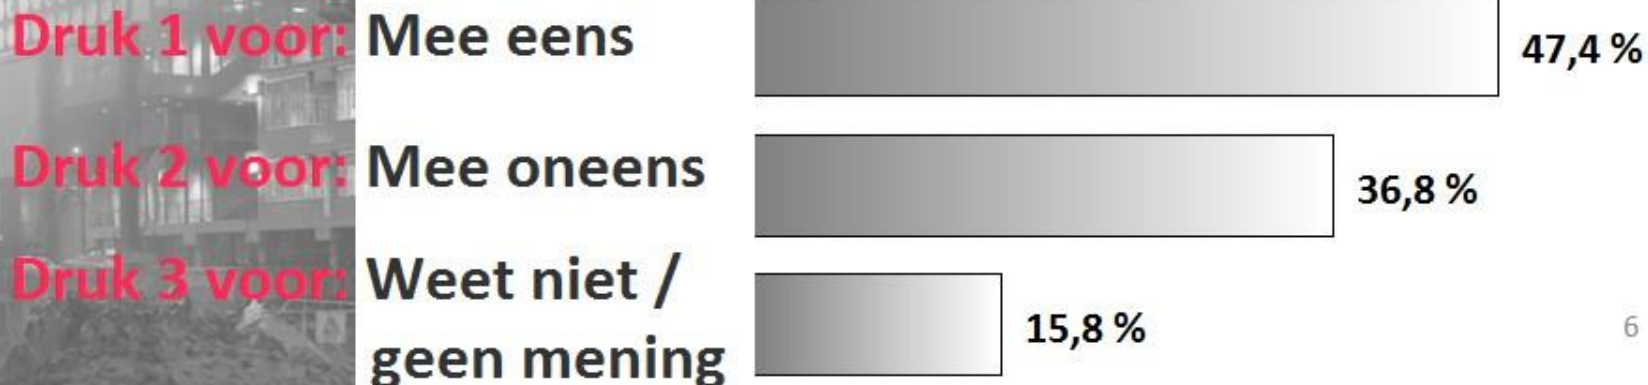 Druk 1 voor: Mee eens 47,4 %
Druk 2 voor: Mee oneens 36,8 %
Druk 3 voor: Weet niet /
geen mening 15,8 %
6